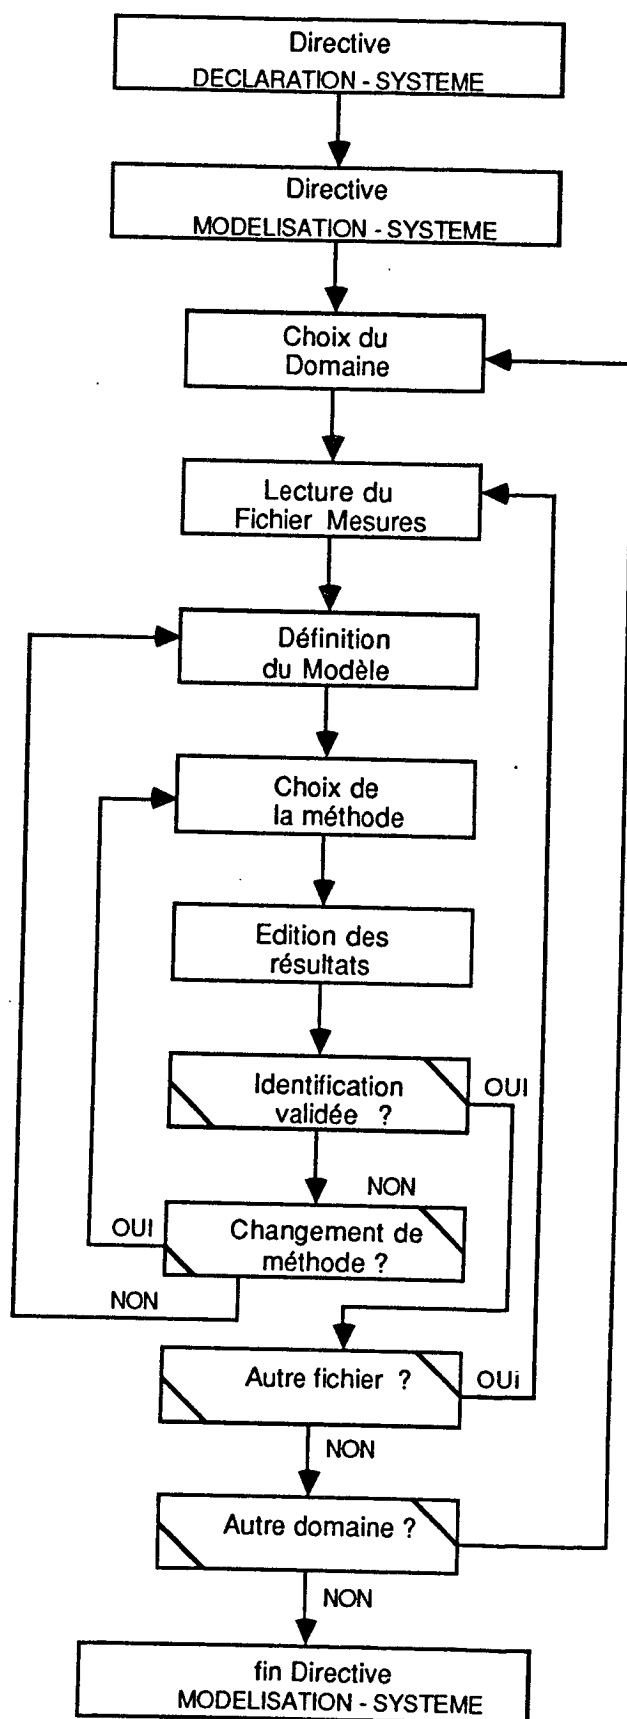 Directive
DECLARATION - SYSTEME
Directive
MODELISATION - SYSTEME
Choix du
Domaine
Lecture du
Fichier Mesures
Définition
du Modèle
Choix de
la méthode
Edition des
résultats
Identification
validée ?
OUI
NON
Changement de
méthode ?
OUI
NON
Autre fichier ?
OUi
NON
Autre domaine ?
NON
fin Directive
MODELISATION - SYSTEME